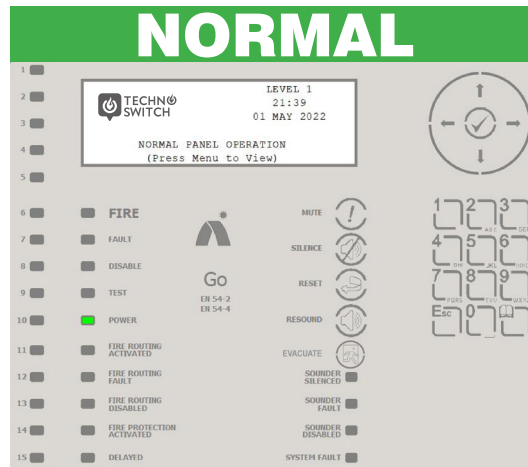 NORMAL
1
2
3
4
5
6
7
8
9
10
11
12
13
14
15
TECHNO
SWITCH
LEVEL 1
21:39
01 MAY 2022
NORMAL PANEL OPERATION
(Press Menu to View)
FIRE
FAULT
DISABLE
TEST
POWER
FIRE ROUTING
ACTIVATED
FIRE ROUTING
FAULT
FIRE ROUTING
DISABLED
FIRE PROTECTION
ACTIVATED
DELAYED
Go
EN 54-2
EN 54-4
MUTE
SILENCE
RESET
RESOUND
EVACUATE
SOUNDER
SILENCED
SOUNDER
FAULT
SOUNDER
DISABLED
SYSTEM FAULT
1 2 3
4 5 6
7 8 9
Esc 0